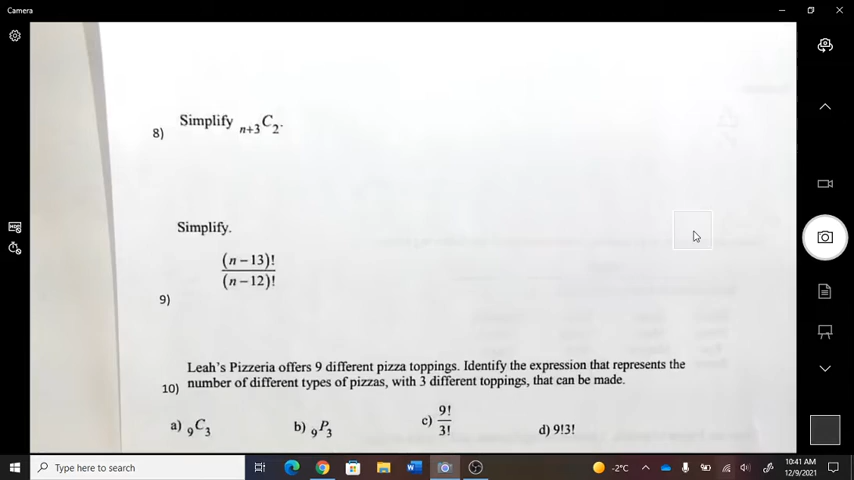 Camera
8) Simplify n+3C2.
Simplify.
(n – 13)!
(n – 12)!
9)
Leah's Pizzeria offers 9 different pizza toppings. Identify the expression that represents the
10) number of different types of pizzas, with 3 different toppings, that can be made.
a) 9C3 b) 9P3 c) 9!/3! d) 9!3!
Type here to search
-2°C
10:41 AM
12/9/2021